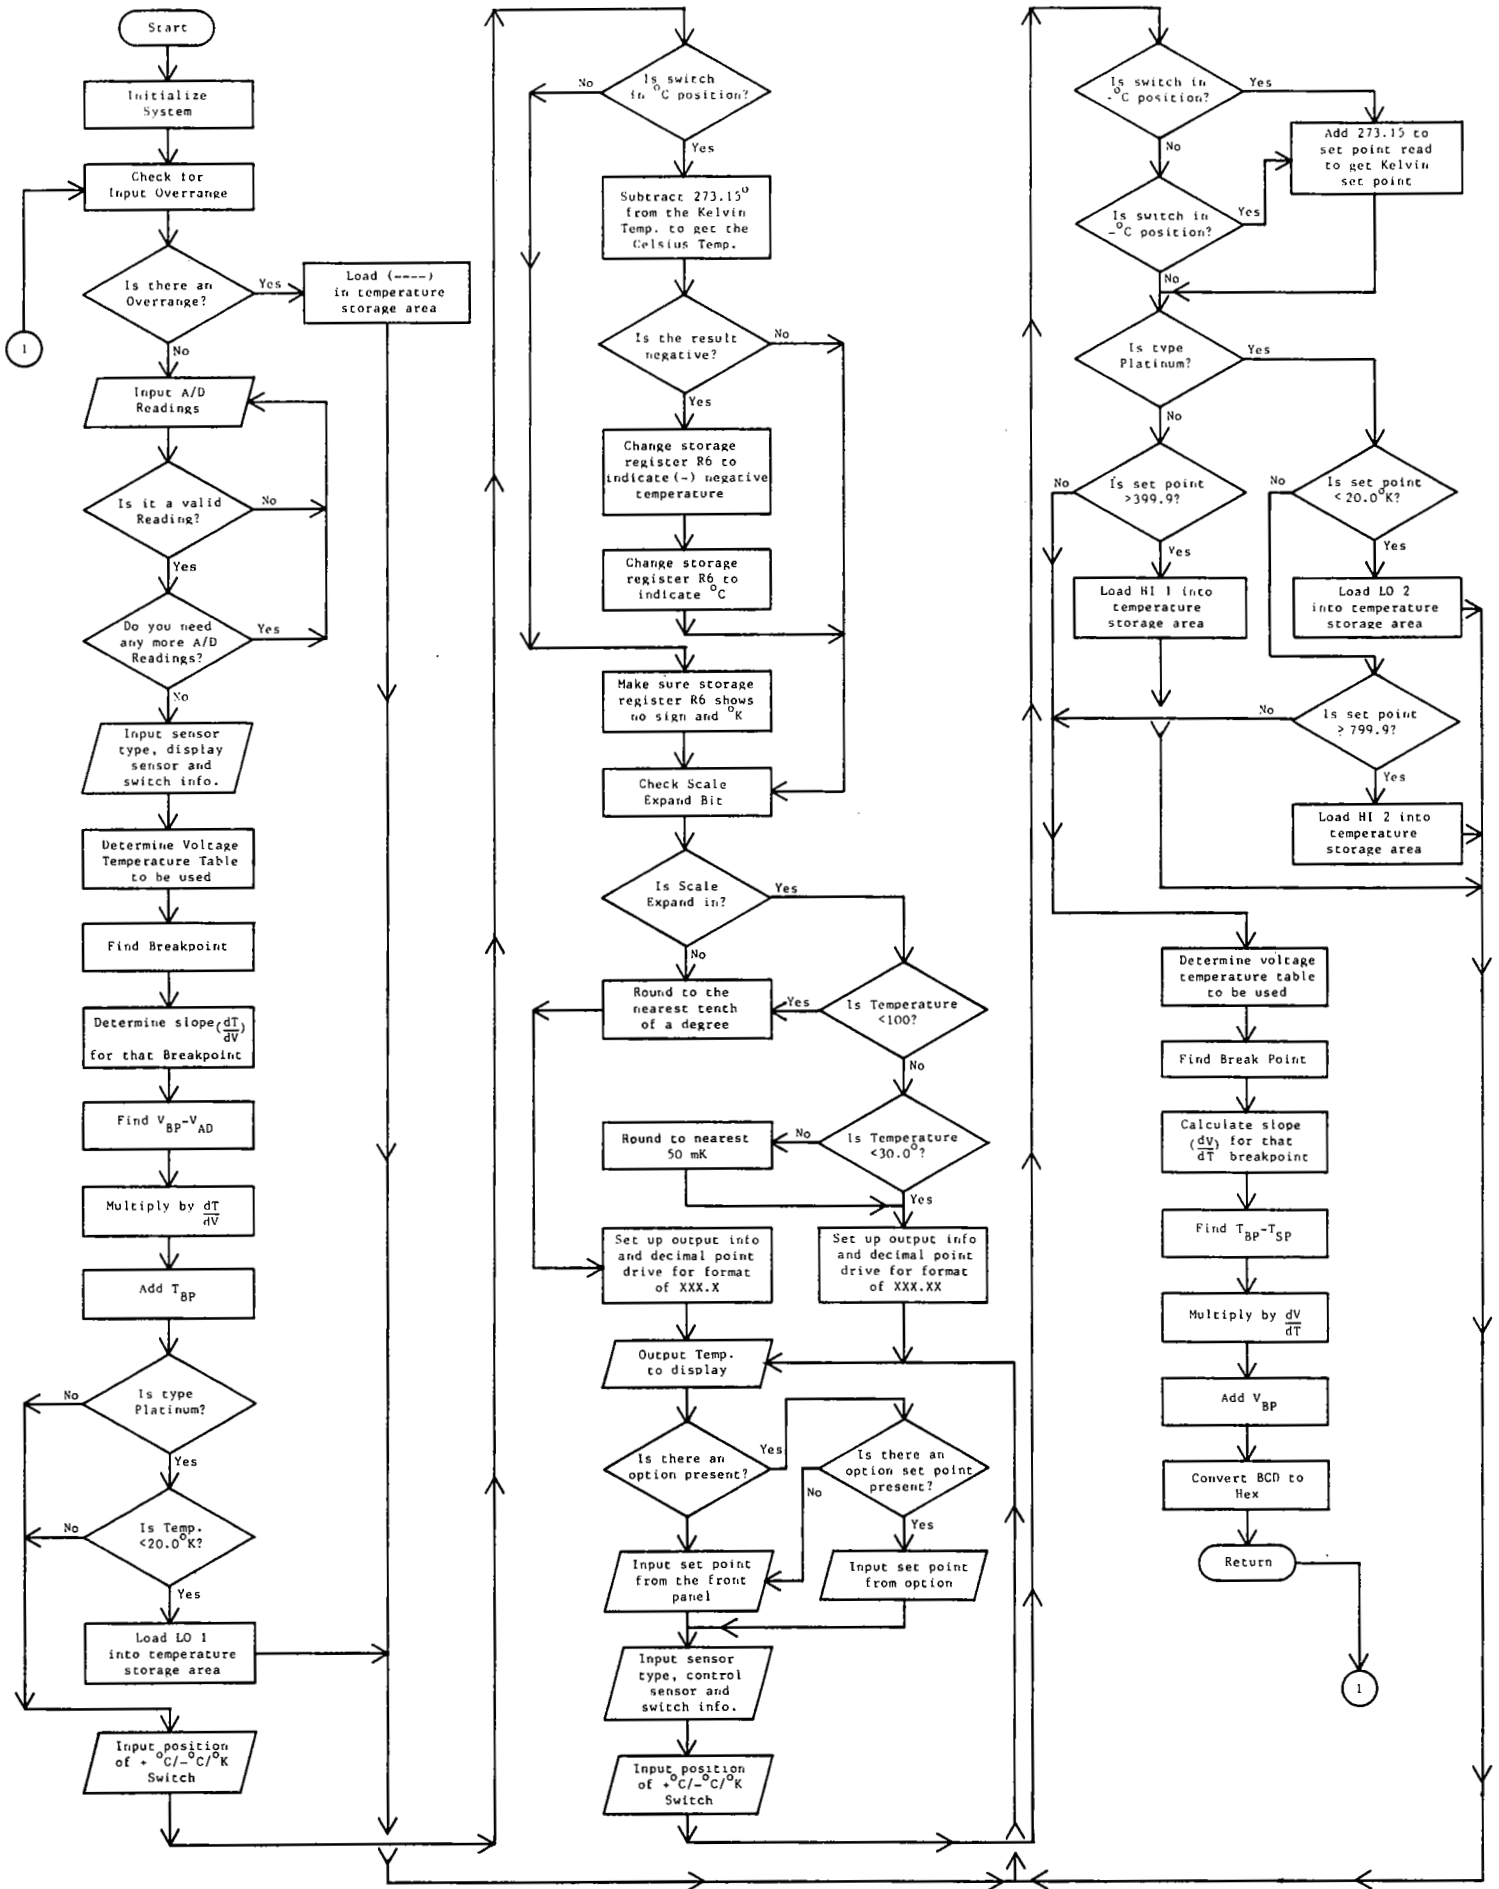 Start
Initialize
System
Check for
Input Overrange
Is there an
Overrange?
Yes
Load (----)
in temperature
storage area
No
1
Input A/D
Readings
Is it a valid
Reading?
No
Yes
Do you need
any more A/D
Readings?
Yes
No
Input sensor
type, display
sensor and
switch info.
Determine Voltage
Temperature Table
to be used
Find Breakpoint
Determine slope (dT/dV)
for that Breakpoint
Find V_BP-V_AD
Multiply by dT/dV
Add T_BP
Is type
Platinum?
No
Yes
Is Temp.
<20.0°K?
No
Yes
Load LO 1
into temperature
storage area
Input position
of + °C/-°C/°K
Switch
Is switch
in °C position?
No
Yes
Subtract 273.15°
from the Kelvin
Temp. to get the
Celsius Temp.
Is the result
negative?
No
Yes
Change storage
register R6 to
indicate (-) negative
temperature
Change storage
register R6 to
indicate °C
Make sure storage
register R6 shows
no sign and °K
Check Scale
Expand Bit
Is Scale
Expand in?
Yes
No
Round to the
nearest tenth
of a degree
Yes
Is Temperature
<100?
No
Round to nearest
50 mK
No
Is Temperature
<30.0°?
Yes
Set up output info
and decimal point
drive for format
of XXX.X
Set up output info
and decimal point
drive for format
of XXX.XX
Output Temp.
to display
Is there an
option present?
Yes
Is there an
option set point
present?
No
Yes
Input set point
from the front
panel
Input set point
from option
Input sensor
type, control
sensor and
switch info.
Input position
of +°C/-°C/°K
Switch
Is switch in
-°C position?
Yes
No
Add 273.15 to
set point read
to get Kelvin
set point
Is switch in
-°C position?
Yes
No
Is type
Platinum?
Yes
No
Is set point
>399.9?
No
Yes
Is set point
<20.0°K?
No
Yes
Load HI 1 into
temperature
storage area
Load LO 2
into temperature
storage area
Is set point
≥ 799.9?
No
Yes
Load HI 2 into
temperature
storage area
Determine voltage
temperature table
to be used
Find Break Point
Calculate slope
(dV/dT) for that
breakpoint
Find T_BP-T_SP
Multiply by dV/dT
Add V_BP
Convert BCD to
Hex
Return
1